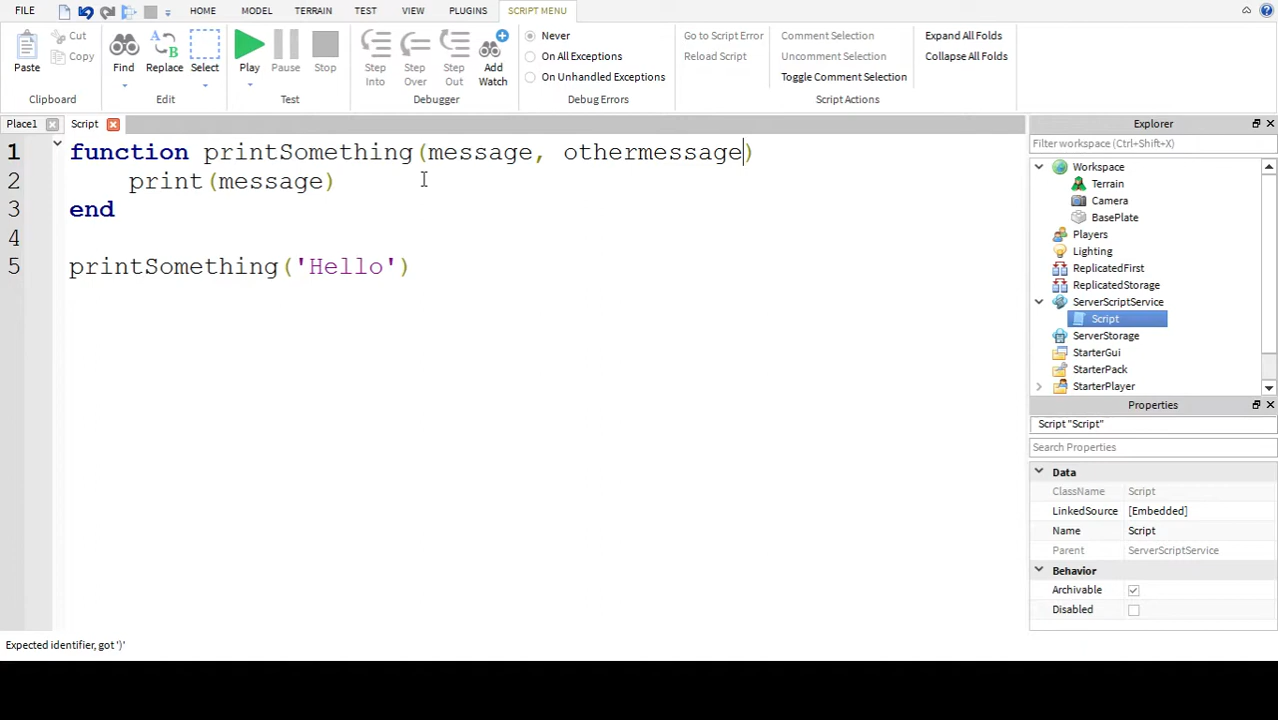 FILE HOME MODEL TERRAIN TEST VIEW PLUGINS SCRIPT MENU
Paste
Cut
Copy
Clipboard
Find
Replace
Select
Edit
Play
Pause
Stop
Test
Step Into
Step Over
Step Out
Add Watch
Debugger
Never
On All Exceptions
On Unhandled Exceptions
Debug Errors
Go to Script Error
Reload Script
Comment Selection
Uncomment Selection
Toggle Comment Selection
Expand All Folds
Collapse All Folds
Script Actions
Place1
Script
1 function printSomething(message, othermessage)
2 print(message)
3 end
4
5 printSomething('Hello')
Explorer
Filter workspace (Ctrl+Shift+X)
Workspace
Terrain
Camera
BasePlate
Players
Lighting
ReplicatedFirst
ReplicatedStorage
ServerScriptService
Script
ServerStorage
StarterGui
StarterPack
StarterPlayer
Properties
Script "Script"
Search Properties
Data
ClassName Script
LinkedSource [Embedded]
Name Script
Parent ServerScriptService
Behavior
Archivable
Disabled
Expected identifier, got ')'